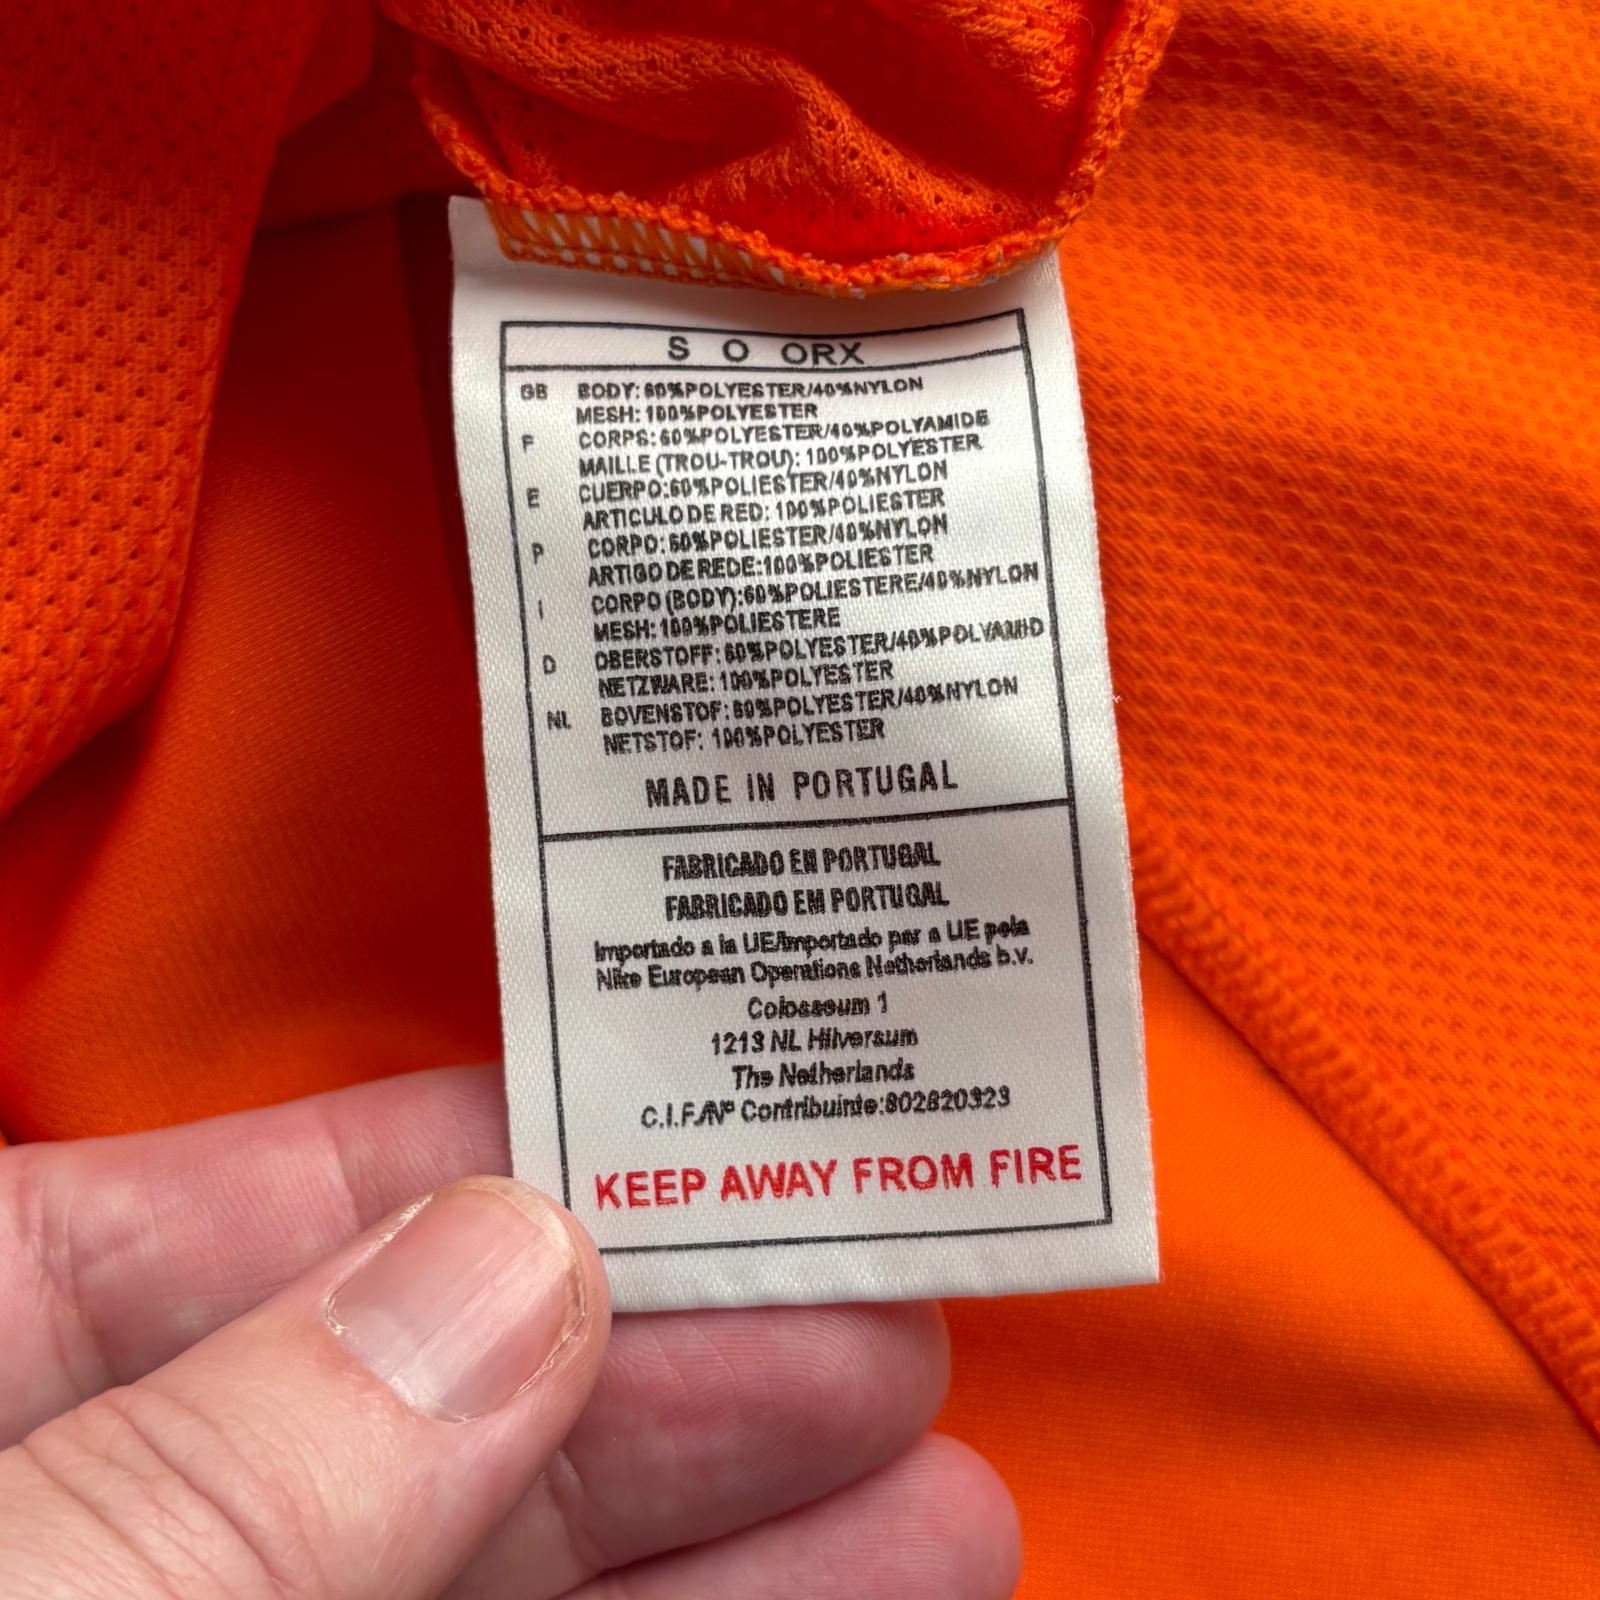 S O ORX
GB BODY: 60%POLYESTER/40%NYLON
MESH: 100%POLYESTER
F CORPS: 60%POLYESTER/40%POLYAMIDE
MAILLE (TROU-TROU): 100%POLYESTER
E CUERPO:60%POLIESTER/40%NYLON
ARTICULO DE RED: 100%POLIESTER
P CORPO: 60%POLIESTER/40%NYLON
ARTIGO DE REDE:100%POLIESTER
I CORPO (BODY):60%POLIESTERE/40%NYLON
MESH: 100%POLIESTERE
D OBERSTOFF: 60%POLYESTER/40%POLYAMID
NETZWARE: 100%POLYESTER
NL BOVENSTOF: 60%POLYESTER/40%NYLON
NETSTOF: 100%POLYESTER
MADE IN PORTUGAL
FABRICADO EN PORTUGAL
FABRICADO EM PORTUGAL
Importado a la UE/Importado par a UE pela
Nike European Operations Netherlands b.v.
Colosseum 1
1213 NL Hilversum
The Netherlands
C.I.F./Nº Contribuinte:802820323
KEEP AWAY FROM FIRE